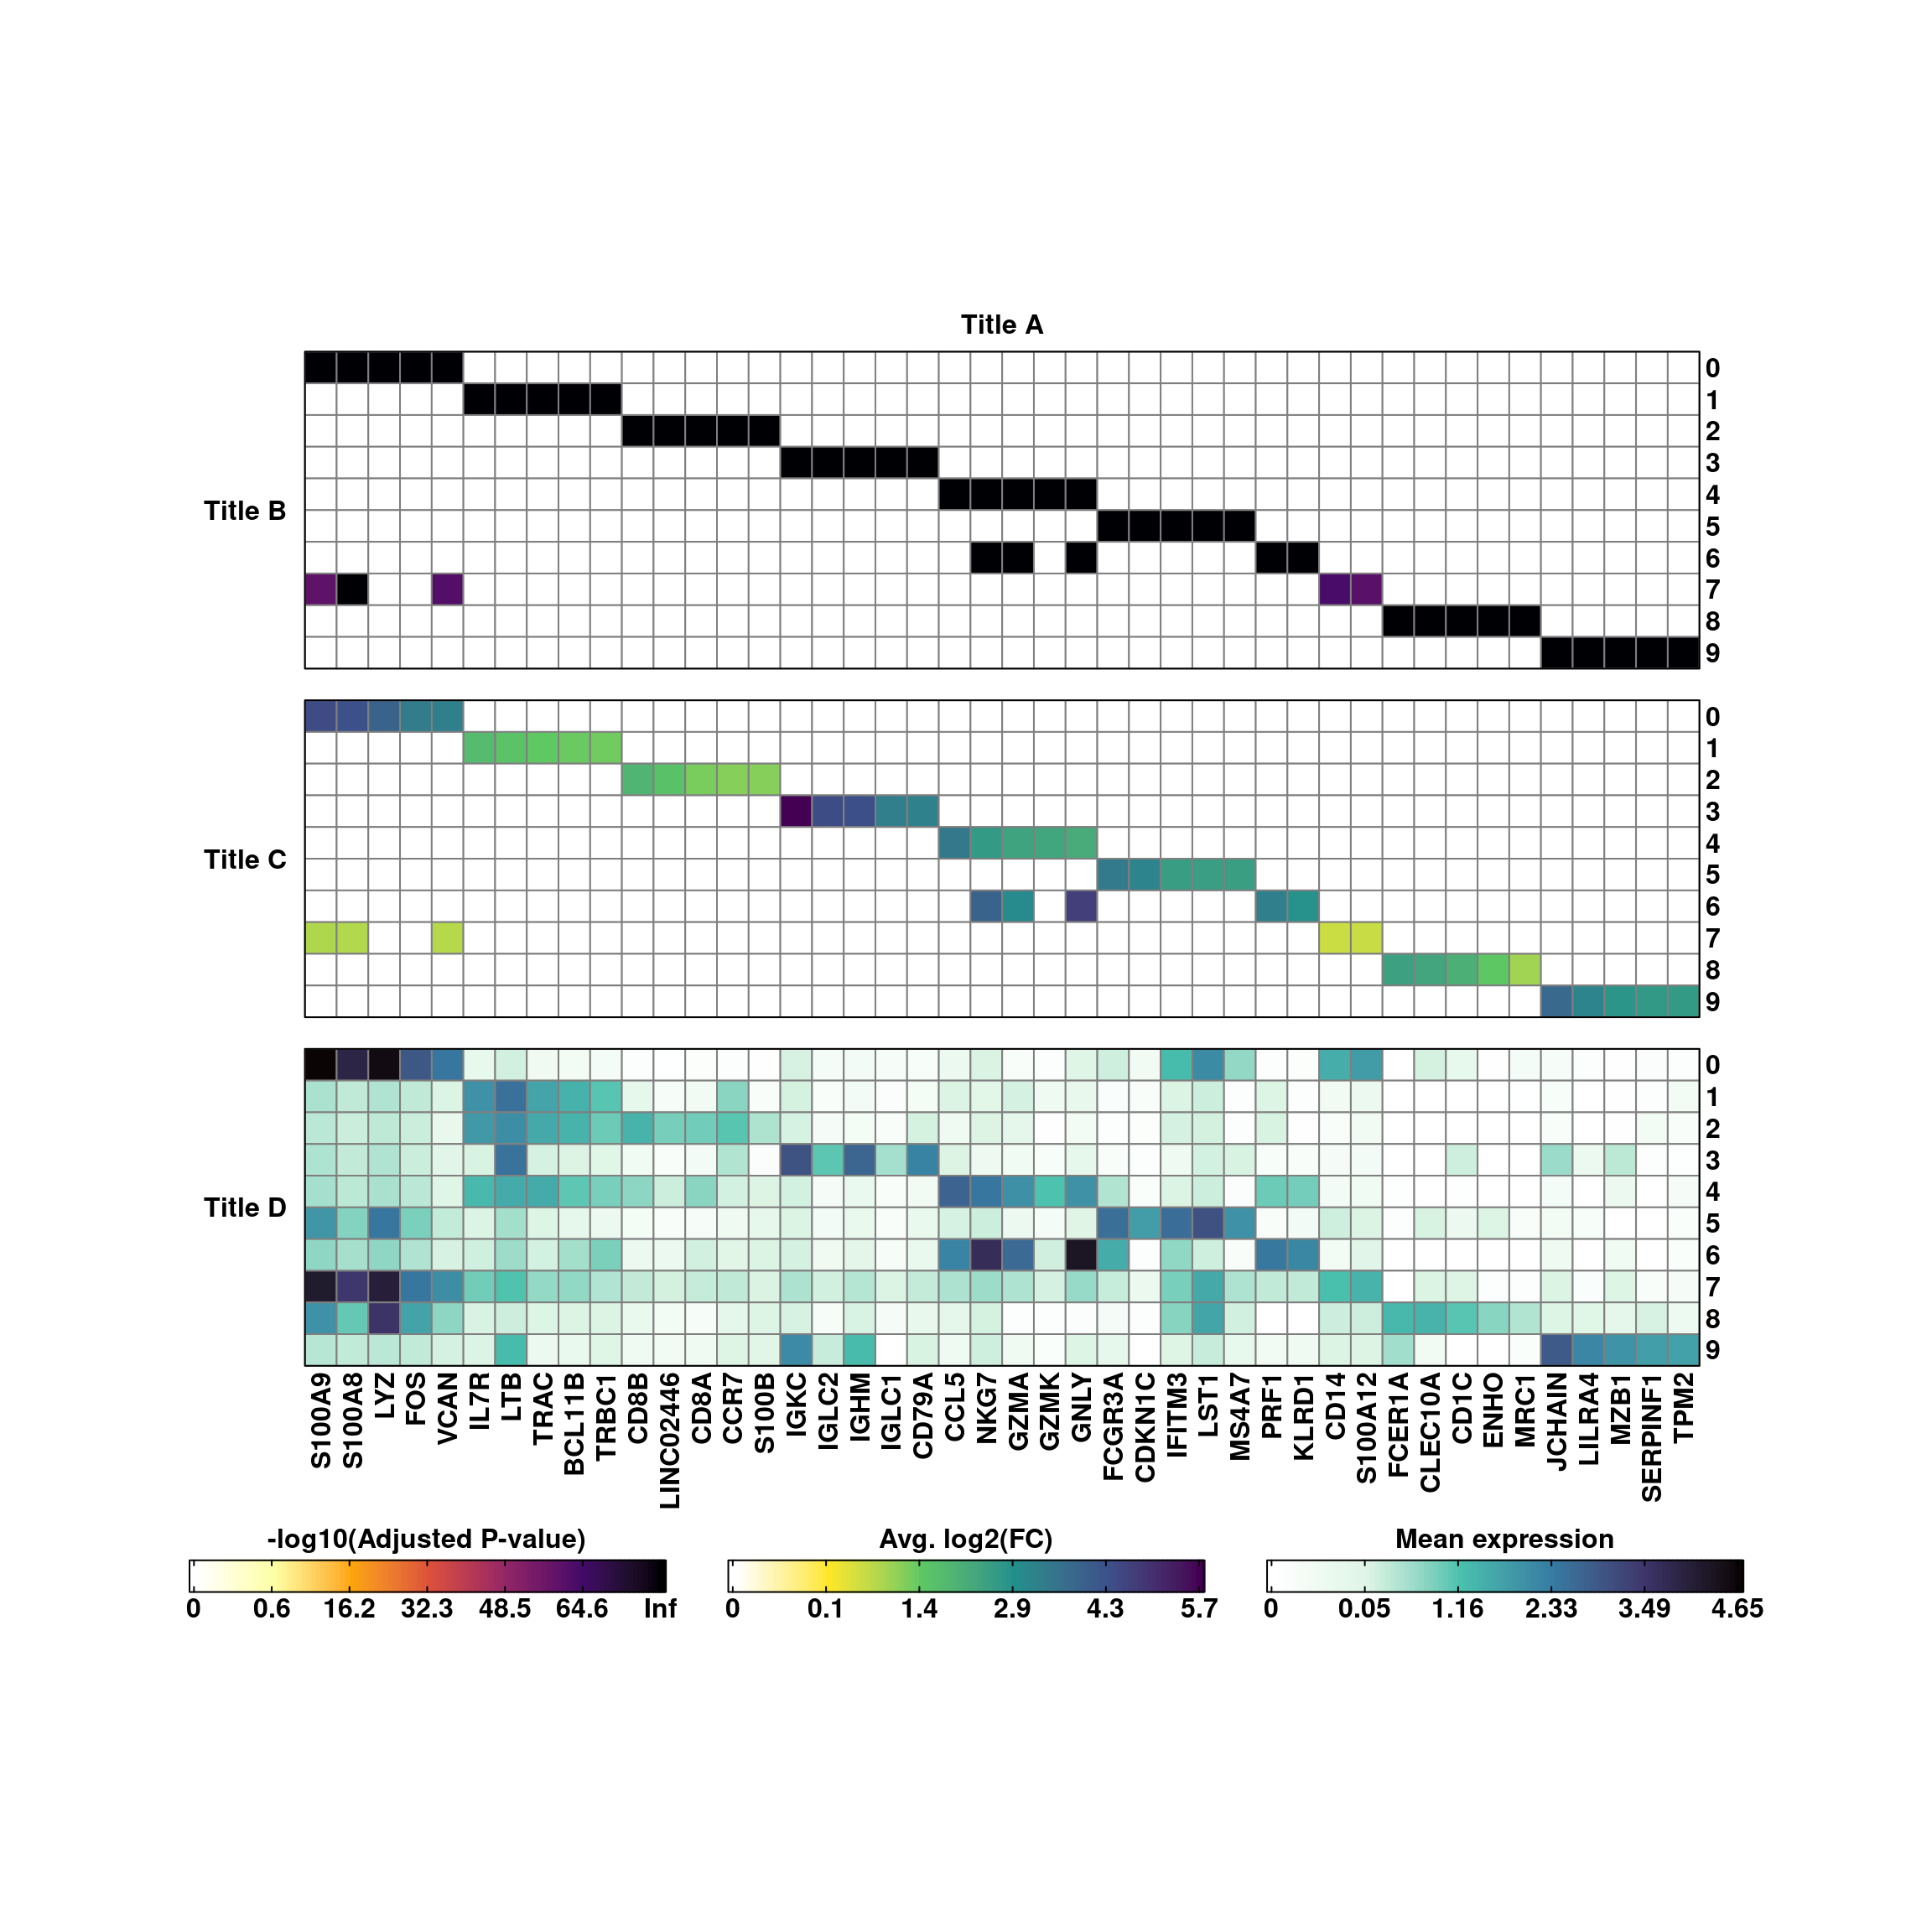 Title A
0
1
2
3
Title B
4
5
6
7
8
9
0
1
2
3
Title C
4
5
6
7
8
9
0
1
2
3
Title D
4
5
6
7
8
9
S100A9 S100A8 LYZ FOS VCAN IL7R LTB TRAC BCL11B TRBC1 CD8B LINC02446 CD8A CCR7 S100B IGKC IGLC2 IGHM IGLC1 CD79A CCL5 NKG7 GZMA GZMK GNLY FCGR3A CDKN1C IFITM3 LST1 MS4A7 PRF1 KLRD1 CD14 S100A12 FCER1A CLEC10A CD1C ENHO MRC1 JCHAIN LILRA4 MZB1 SERPINF1 TPM2
-log10(Adjusted P-value)
0 0.6 16.2 32.3 48.5 64.6 Inf
Avg. log2(FC)
0 0.1 1.4 2.9 4.3 5.7
Mean expression
0 0.05 1.16 2.33 3.49 4.65